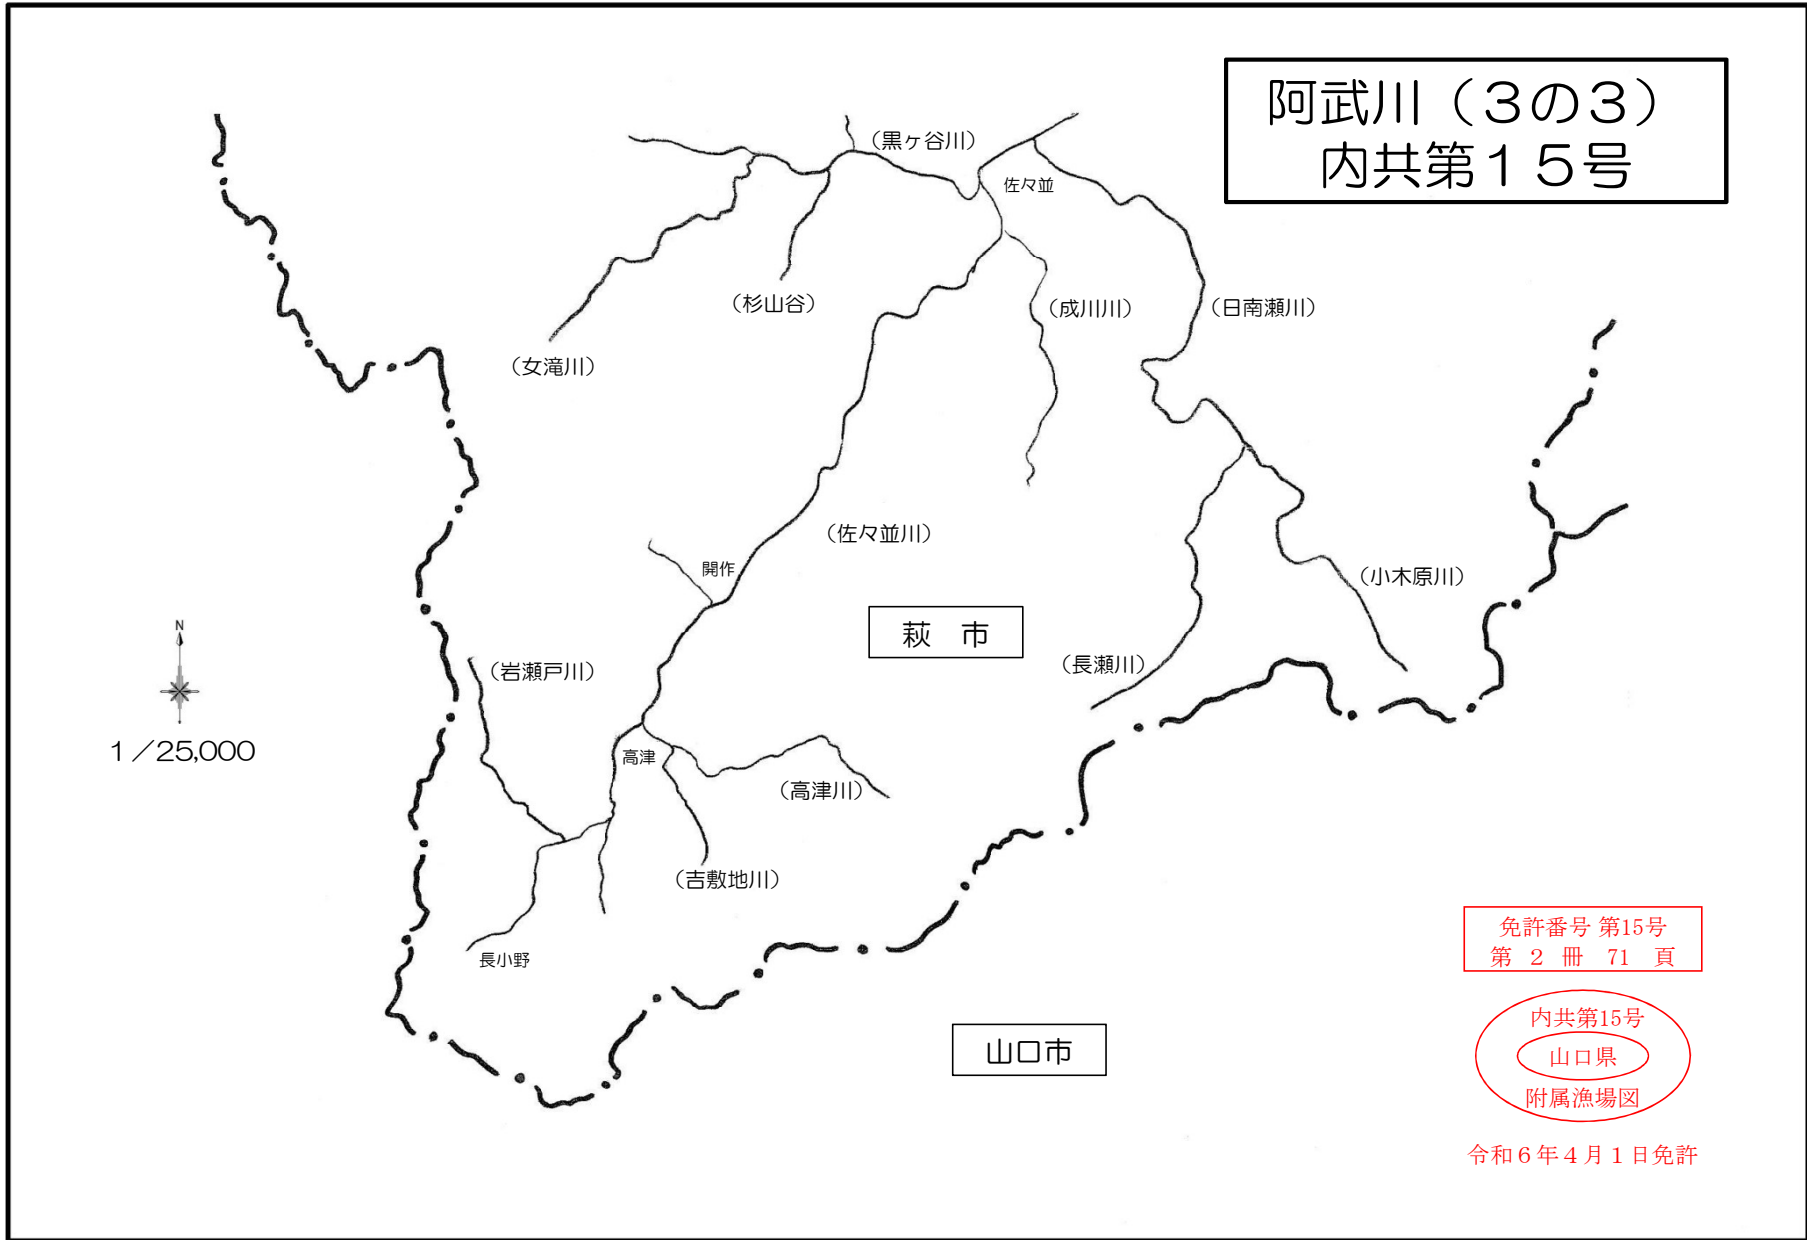 阿武川（３の３）
内共第１５号
（黒ヶ谷川）
佐々並
（杉山谷）
（成川川）
（日南瀬川）
（女滝川）
（佐々並川）
開作
（小木原川）
萩　市
（長瀬川）
（岩瀬戸川）
N
1／25,000
高津
（高津川）
（吉敷地川）
長小野
山口市
免許番号 第15号
第 2 冊 71 頁
内共第15号
山口県
附属漁場図
令和６年４月１日免許